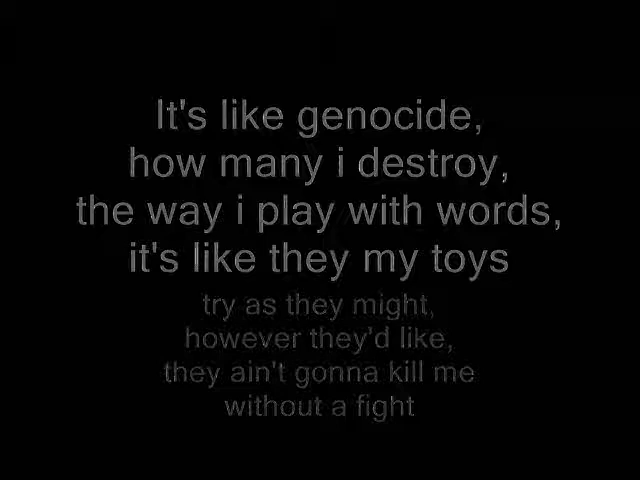 It's like genocide,
how many i destroy,
the way i play with words,
it's like they my toys
try as they might,
however they'd like,
they ain't gonna kill me
without a fight